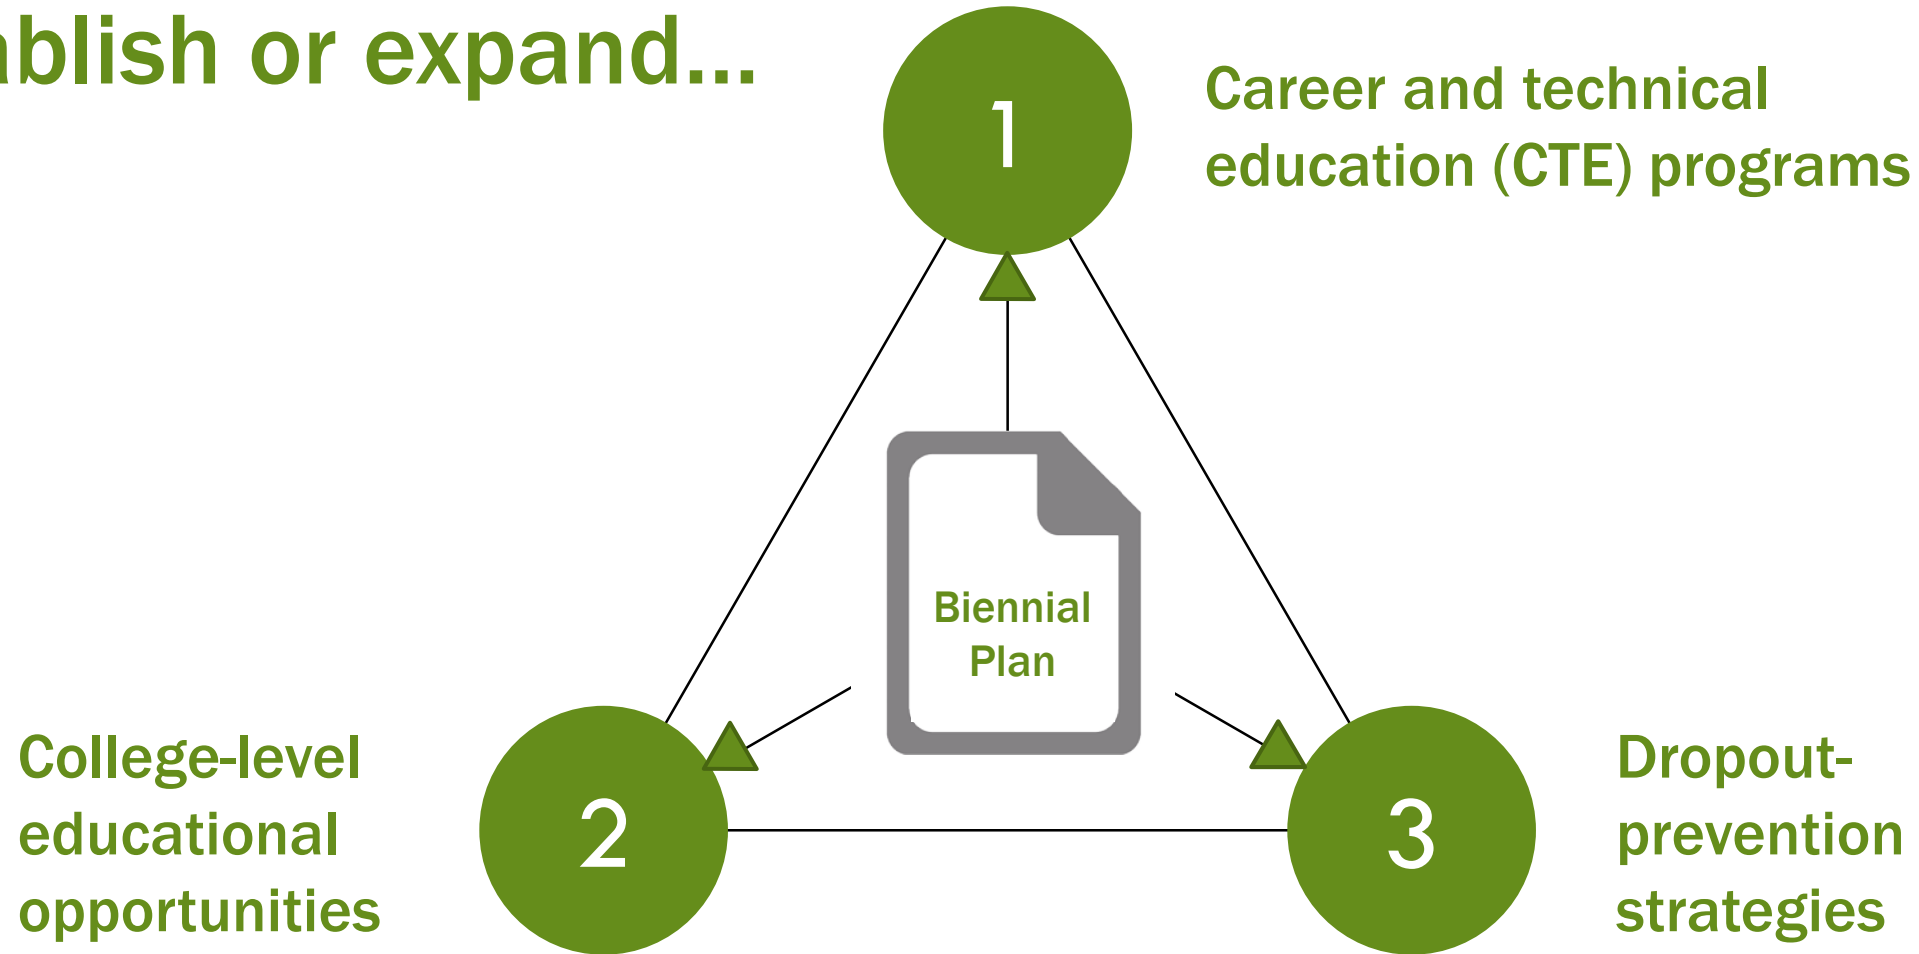 ablish or expand...
1
Career and technical
education (CTE) programs
Biennial
Plan
College-level
educational
opportunities
2
3
Dropout-
prevention
strategies